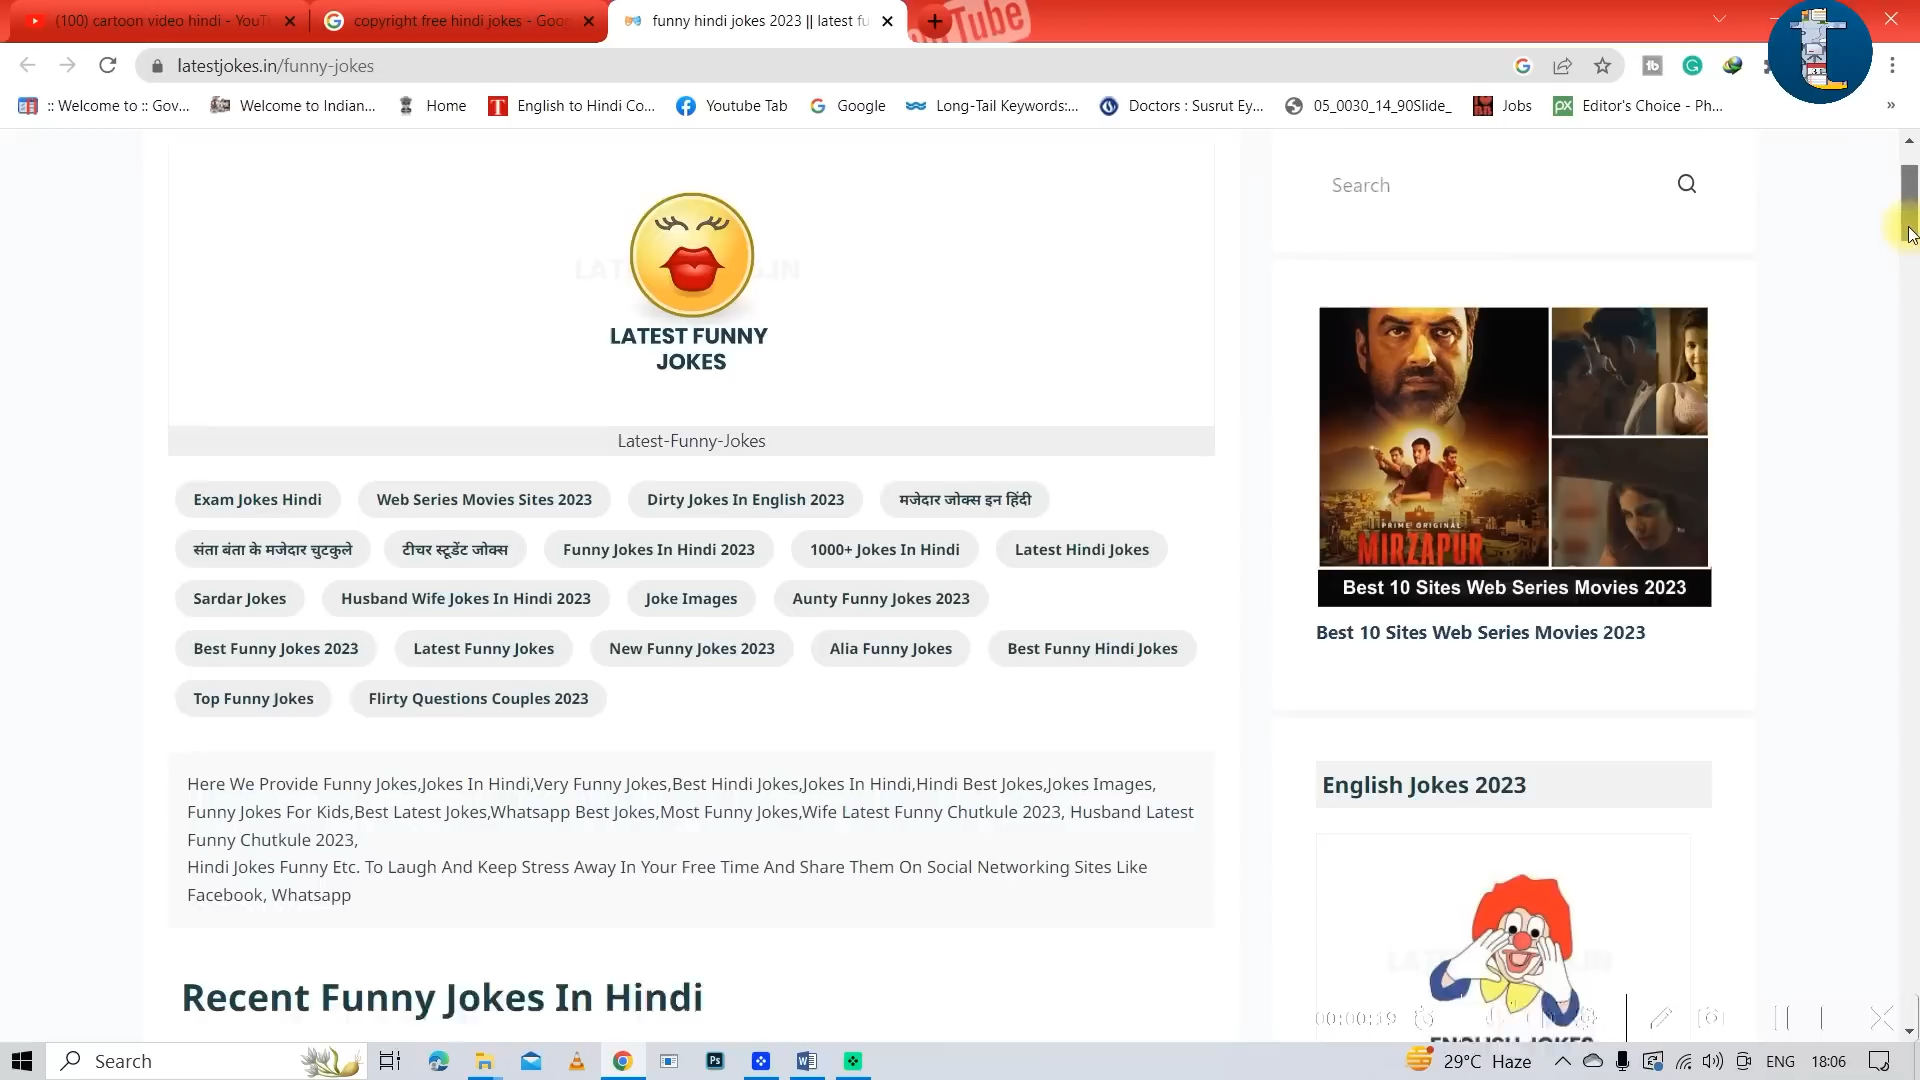 (100) cartoon video hindi - YouT
copyright free hindi jokes - Goo
funny hindi jokes 2023 || latest fu
Tube
latestjokes.in/funny-jokes
:: Welcome to :: Gov...
Welcome to Indian...
Home
English to Hindi Co...
Youtube Tab
Google
Long-Tail Keywords:...
Doctors : Susrut Ey...
05_0030_14_90Slide_
Jobs
Editor's Choice - Ph...
»
Search
LATEST FUNNY
JOKES
Latest-Funny-Jokes
Exam Jokes Hindi
Web Series Movies Sites 2023
Dirty Jokes In English 2023
मजेदार जोक्स इन हिंदी
संता बंता के मजेदार चुटकुले
टीचर स्टूडेंट जोक्स
Funny Jokes In Hindi 2023
1000+ Jokes In Hindi
Latest Hindi Jokes
Sardar Jokes
Husband Wife Jokes In Hindi 2023
Joke Images
Aunty Funny Jokes 2023
Best Funny Jokes 2023
Latest Funny Jokes
New Funny Jokes 2023
Alia Funny Jokes
Best Funny Hindi Jokes
Top Funny Jokes
Flirty Questions Couples 2023
Here We Provide Funny Jokes,Jokes In Hindi,Very Funny Jokes,Best Hindi Jokes,Jokes In Hindi,Hindi Best Jokes,Jokes Images,
Funny Jokes For Kids,Best Latest Jokes,Whatsapp Best Jokes,Most Funny Jokes,Wife Latest Funny Chutkule 2023, Husband Latest
Funny Chutkule 2023,
Hindi Jokes Funny Etc. To Laugh And Keep Stress Away In Your Free Time And Share Them On Social Networking Sites Like
Facebook, Whatsapp
Recent Funny Jokes In Hindi
PRIME ORIGINAL
MIRZAPUR
Best 10 Sites Web Series Movies 2023
Best 10 Sites Web Series Movies 2023
English Jokes 2023
ENGLISH JOKES
00:00:19
Search
29°C Haze
ENG
18:06